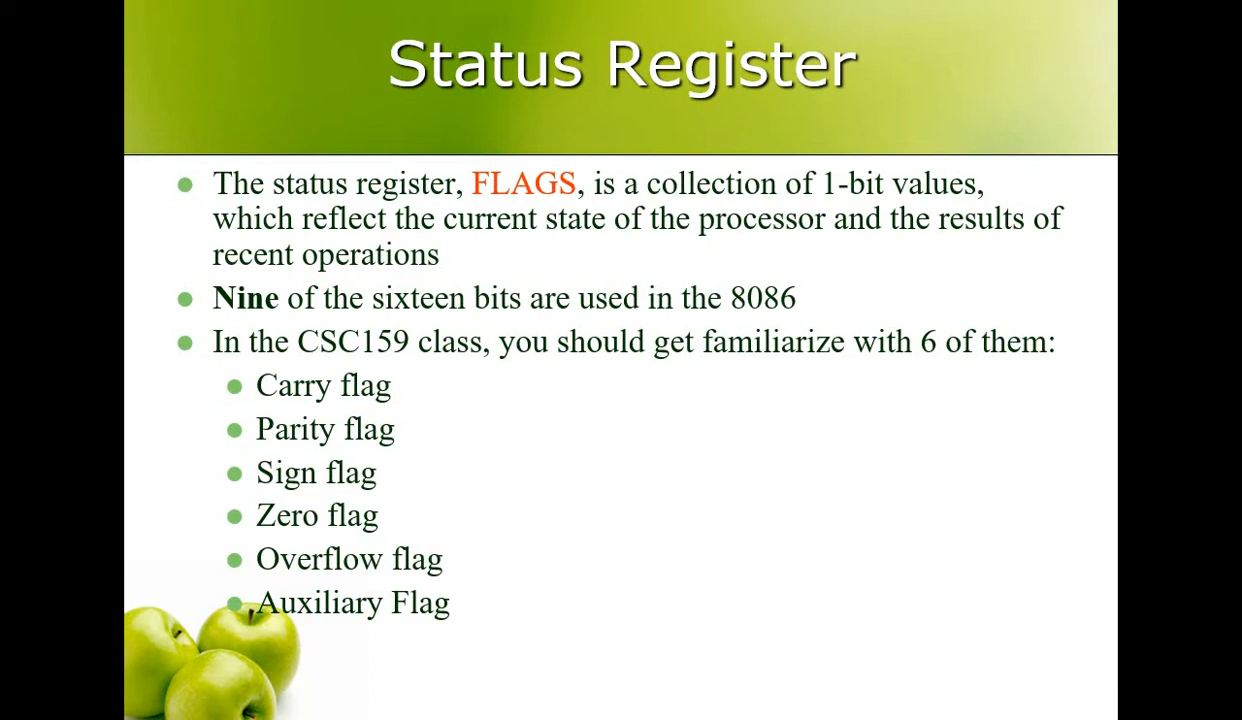 Status Register
The status register, FLAGS, is a collection of 1-bit values,
which reflect the current state of the processor and the results of
recent operations
Nine of the sixteen bits are used in the 8086
In the CSC159 class, you should get familiarize with 6 of them:
Carry flag
Parity flag
Sign flag
Zero flag
Overflow flag
Auxiliary Flag